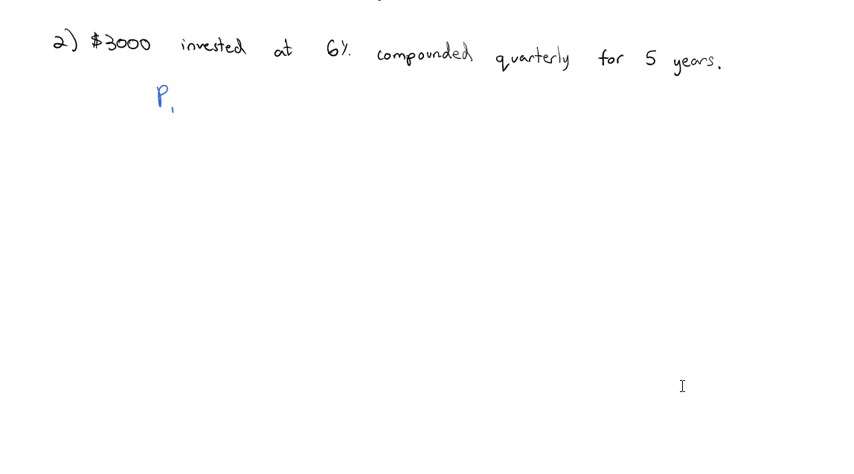 2) $3000 invested at 6% compounded quarterly for 5 years.
P